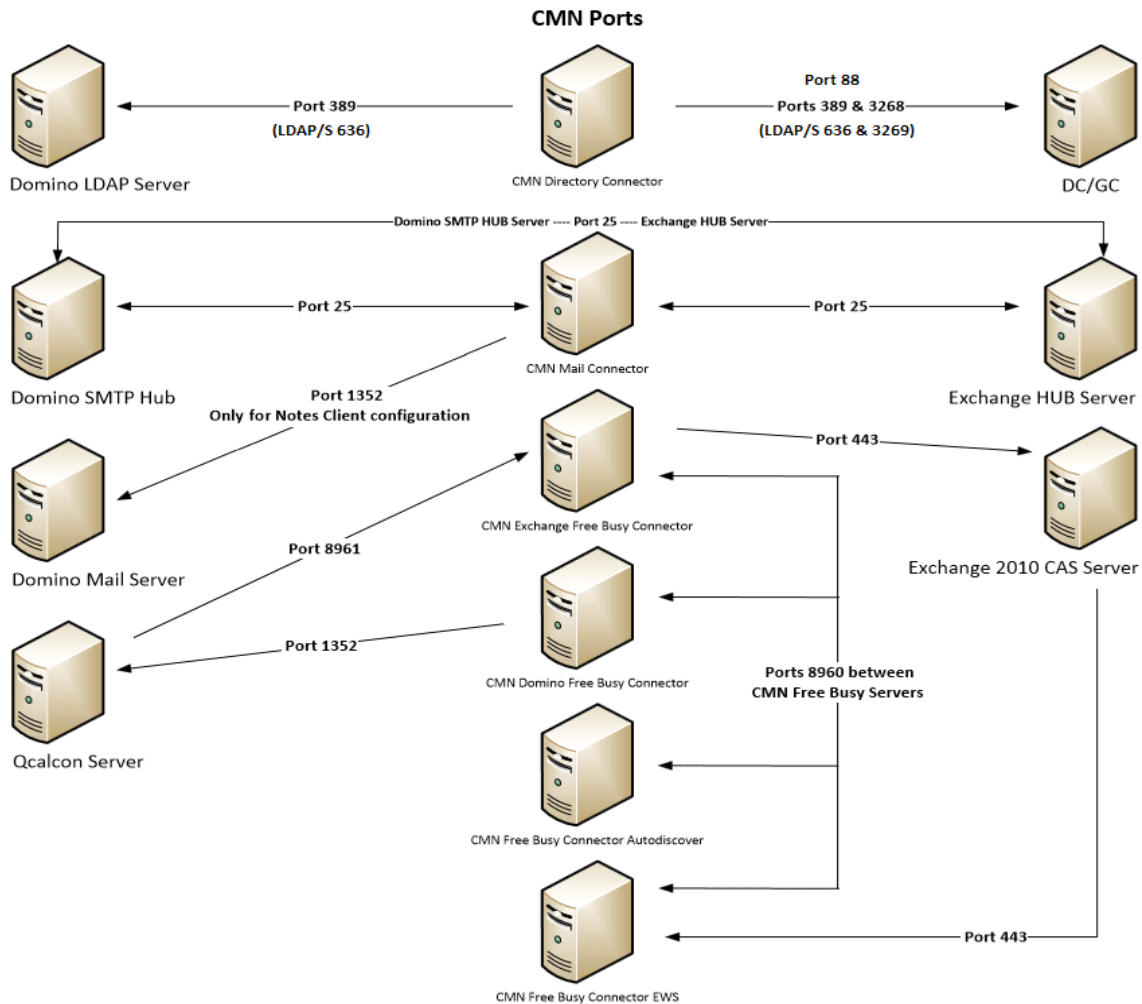 CMN Ports
Port 88
Port 389
Ports 389 & 3268
(LDAP/S 636)
(LDAP/S 636 & 3269)
Domino LDAP Server
CMN Directory Connector
DC/GC
Domino SMTP HUB Server ---- Port 25 ---- Exchange HUB Server
Port 25
Port 25
Domino SMTP Hub
CMN Mail Connector
Exchange HUB Server
Port 1352
Only for Notes Client configuration
Port 443
CMN Exchange Free Busy Connector
Port 8961
Domino Mail Server
Exchange 2010 CAS Server
Port 1352
Ports 8960 between
CMN Free Busy Servers
CMN Domino Free Busy Connector
Qcalcon Server
CMN Free Busy Connector Autodiscover
Port 443
CMN Free Busy Connector EWS